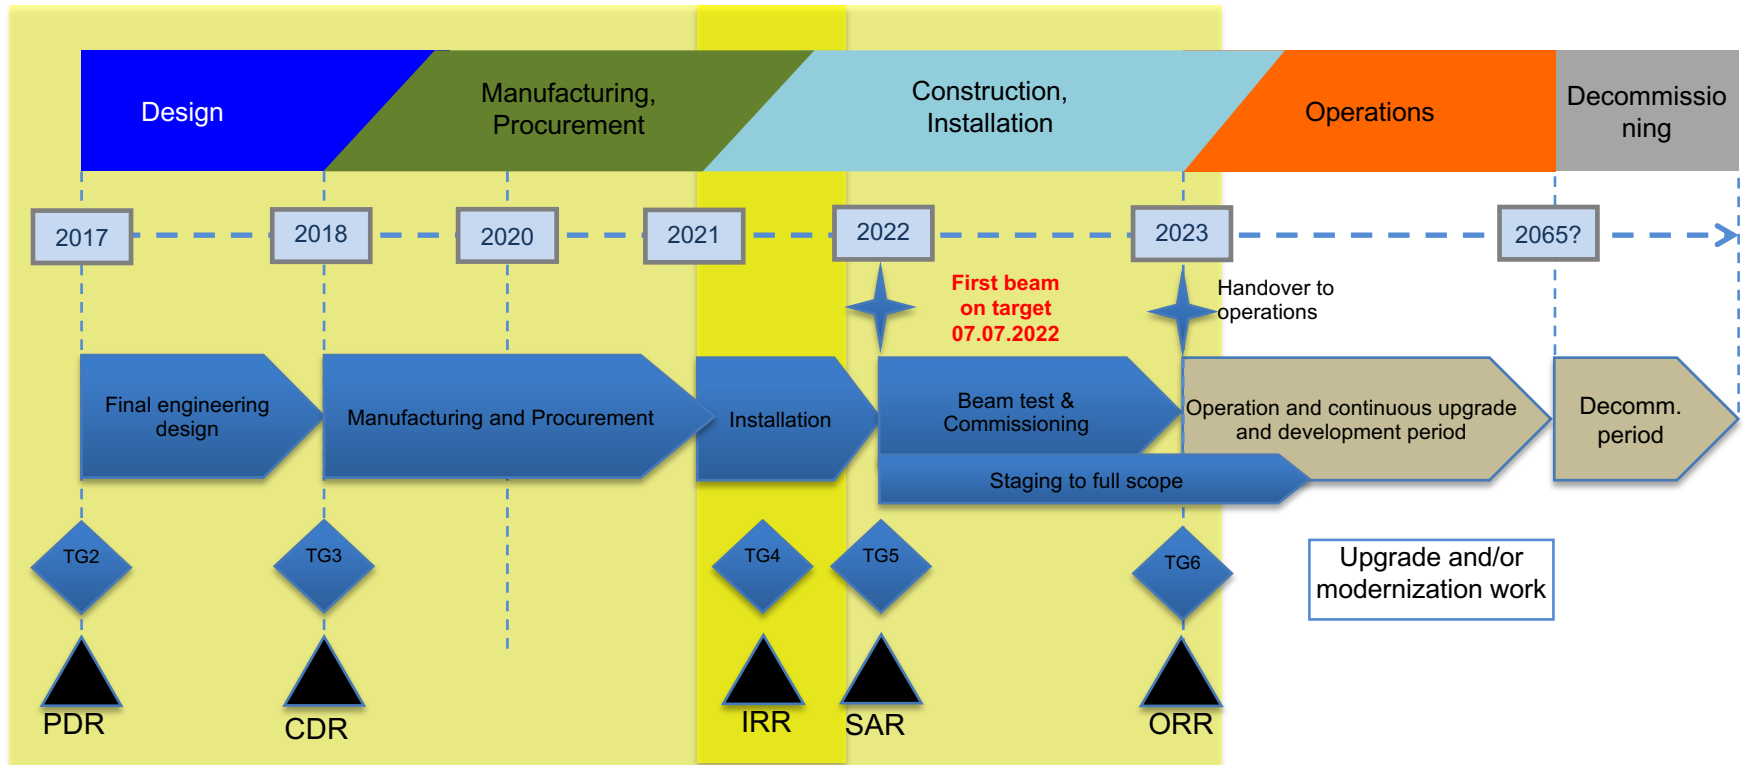 Design
Manufacturing,
Procurement
Construction,
Installation
Operations
Decommissio
ning
2017
2018
2020
2021
2022
2023
2065?
First beam
on target
07.07.2022
Handover to
operations
Final engineering
design
Manufacturing and Procurement
Installation
Beam test &
Commissioning
Operation and continuous upgrade
and development period
Decomm.
period
Staging to full scope
TG2
TG3
TG4
TG5
TG6
Upgrade and/or
modernization work
PDR
CDR
IRR
SAR
ORR